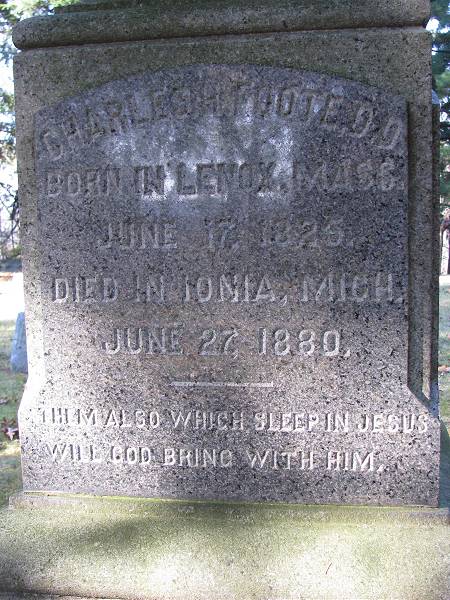 CHARLES H. FOOTE. D.D.
BORN IN LENOX, MASS.
JUNE 17, 1825.
DIED IN IONIA, MICH.
JUNE 27, 1880.
THEM ALSO WHICH SLEEP IN JESUS
WILL GOD BRING WITH HIM.